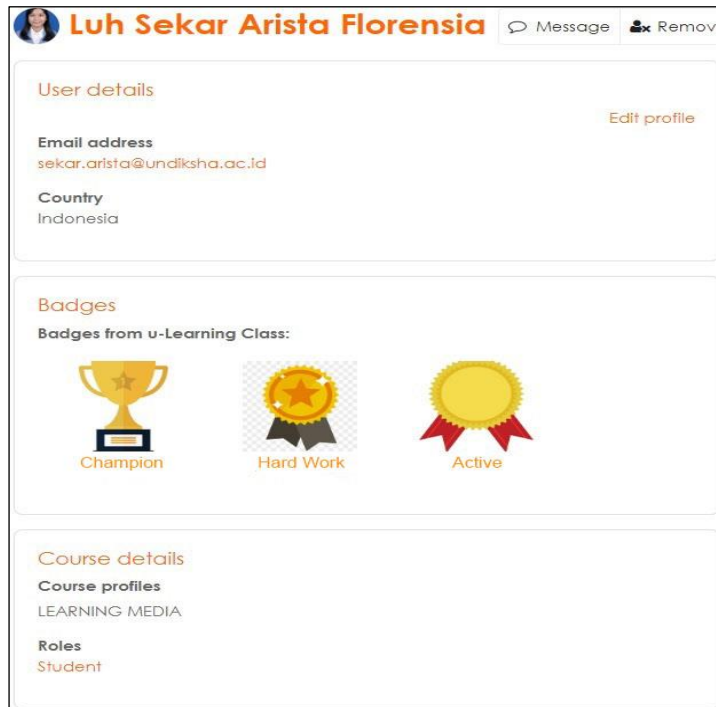 Luh Sekar Arista Florensia Message Remov
User details
Edit profile
Email address
sekar.arista@undiksha.ac.id
Country
Indonesia
Badges
Badges from u-Learning Class:
Champion Hard Work Active
Course details
Course profiles
LEARNING MEDIA
Roles
Student